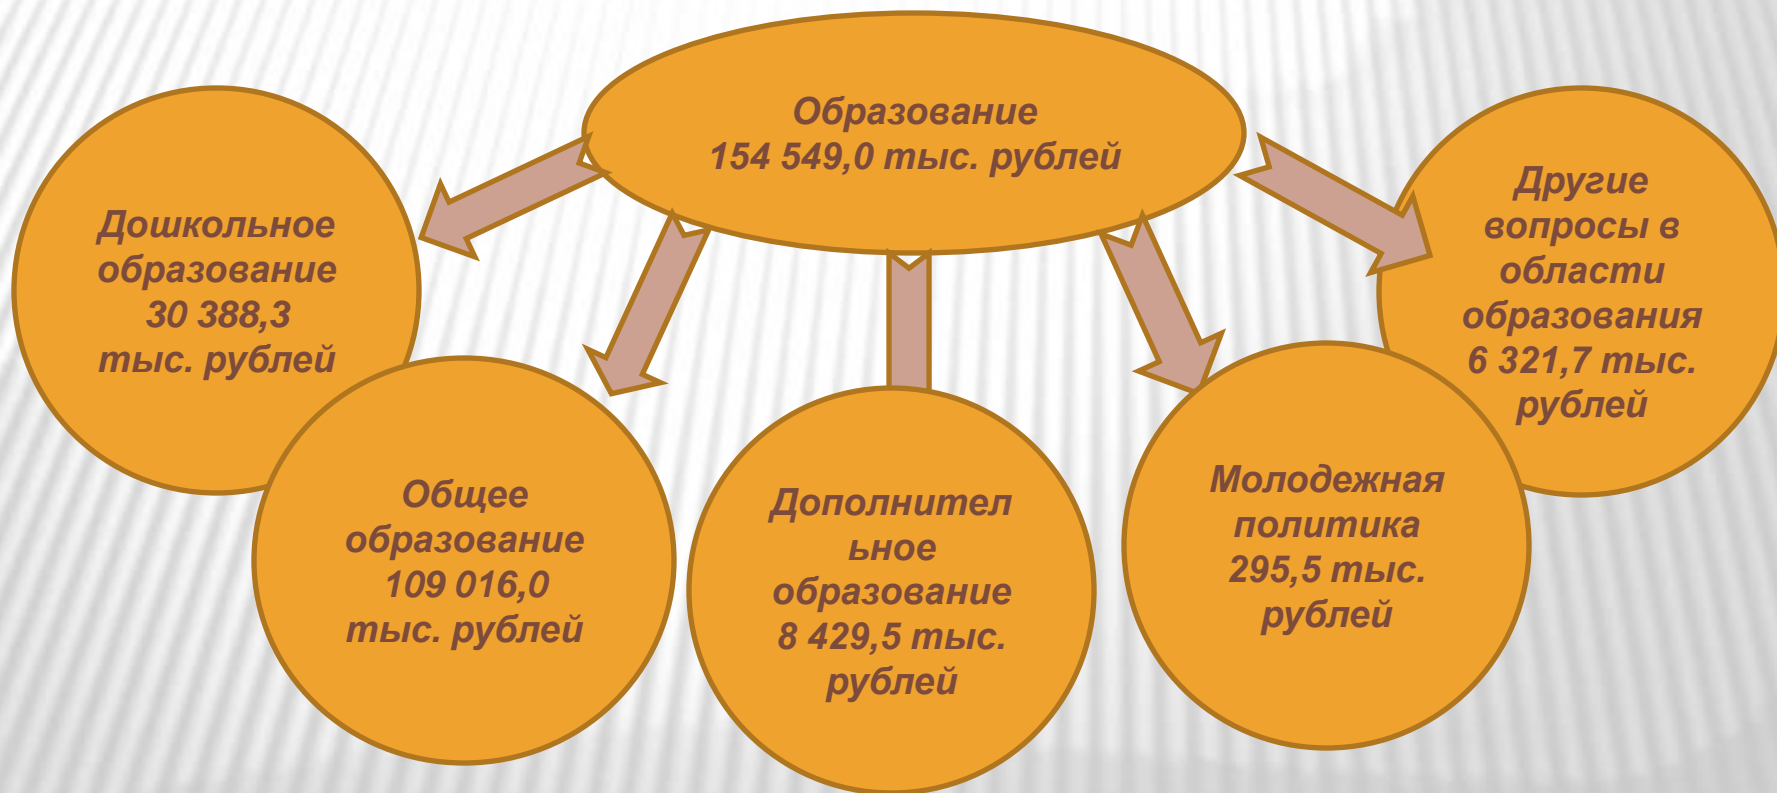 Образование
154 549,0 тыс. рублей
Дошкольное
образование
30 388,3
тыс. рублей
Общее
образование
109 016,0
тыс. рублей
Дополнител
ьное
образование
8 429,5 тыс.
рублей
Молодежная
политика
295,5 тыс.
рублей
Другие
вопросы в
области
образования
6 321,7 тыс.
рублей